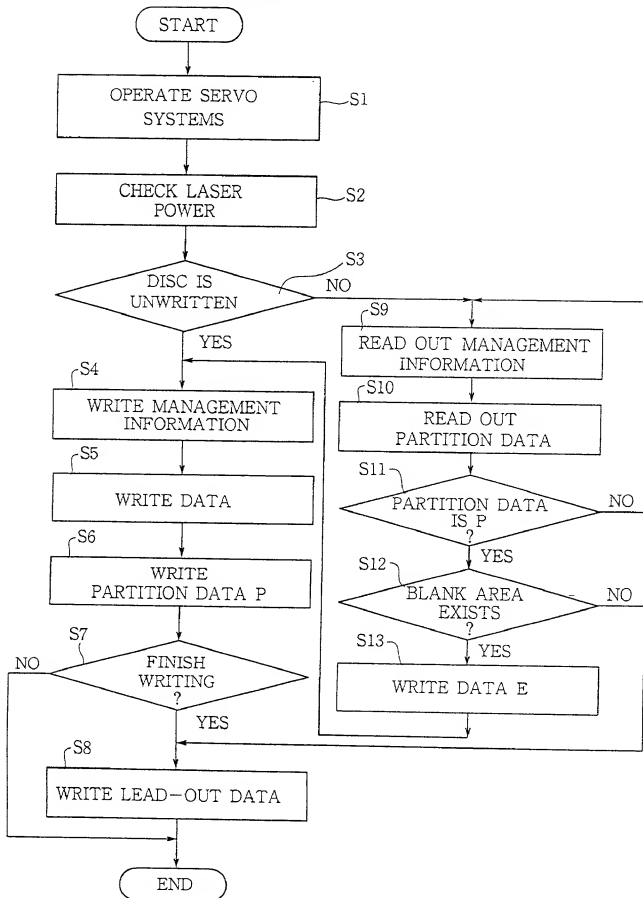 START
OPERATE SERVO
SYSTEMS
S1
CHECK LASER
POWER
S2
DISC IS
UNWRITTEN
S3
NO
YES
S4
WRITE MANAGEMENT
INFORMATION
S5
WRITE DATA
S6
WRITE
PARTITION DATA P
S7
NO
FINISH
WRITING
?
YES
S8
WRITE LEAD-OUT DATA
END
S9
READ OUT MANAGEMENT
INFORMATION
S10
READ OUT
PARTITION DATA
S11
PARTITION DATA
IS P
?
NO
YES
S12
BLANK AREA
EXISTS
?
NO
YES
S13
WRITE DATA E